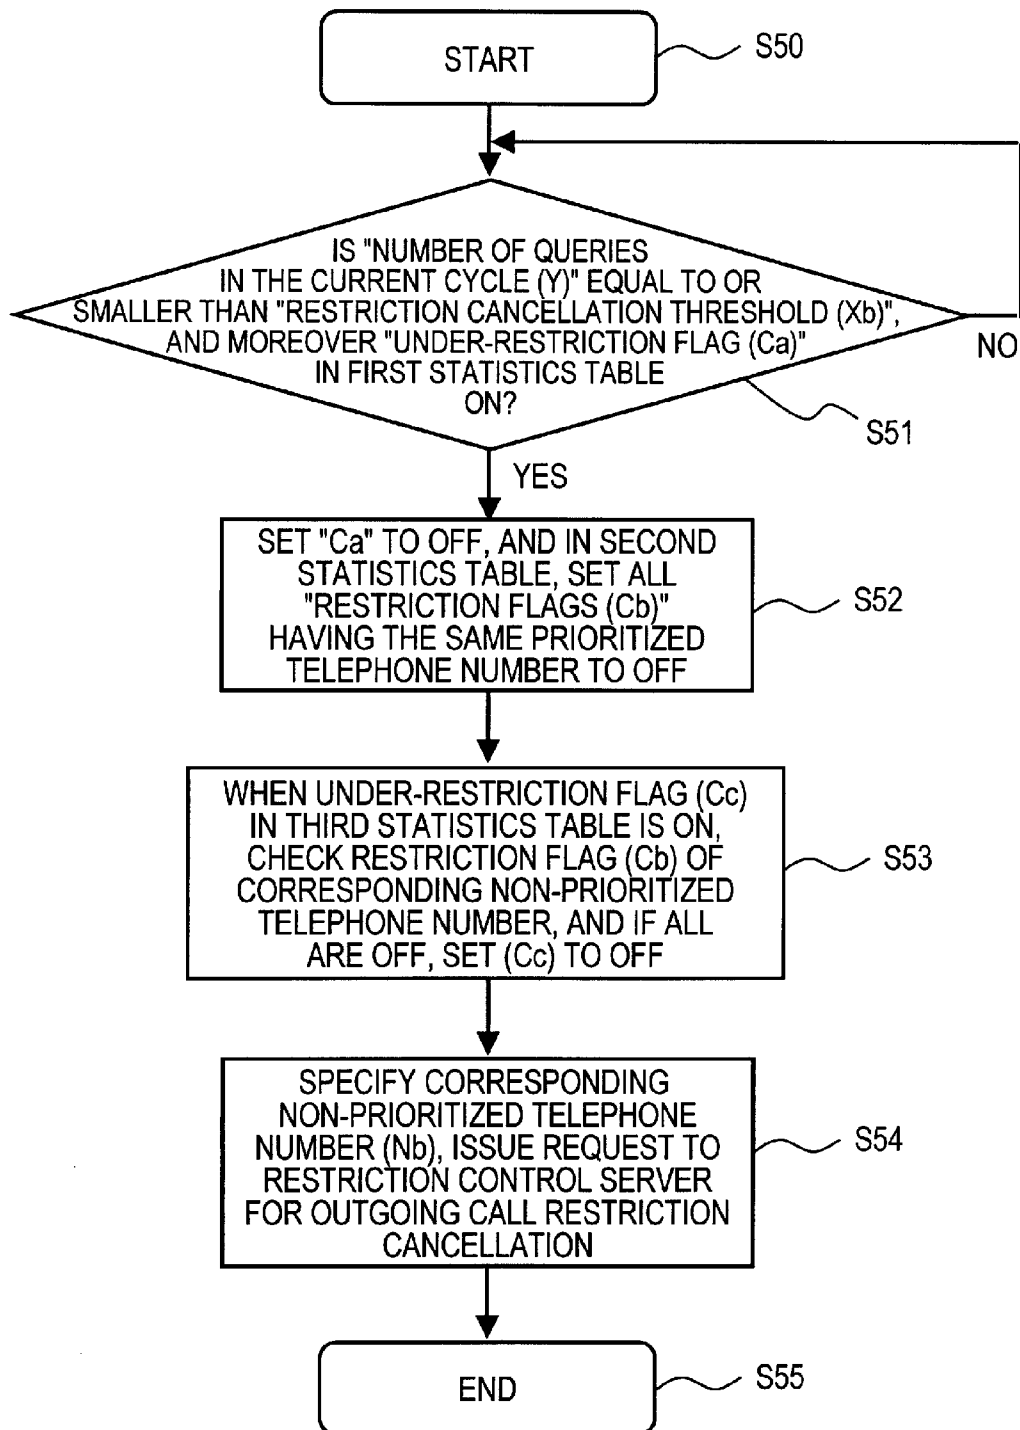 START
S50
IS "NUMBER OF QUERIES
IN THE CURRENT CYCLE (Y)" EQUAL TO OR
SMALLER THAN "RESTRICTION CANCELLATION THRESHOLD (Xb)",
AND MOREOVER "UNDER-RESTRICTION FLAG (Ca)"
IN FIRST STATISTICS TABLE
ON?
NO
S51
YES
SET "Ca" TO OFF, AND IN SECOND
STATISTICS TABLE, SET ALL
"RESTRICTION FLAGS (Cb)"
HAVING THE SAME PRIORITIZED
TELEPHONE NUMBER TO OFF
S52
WHEN UNDER-RESTRICTION FLAG (Cc)
IN THIRD STATISTICS TABLE IS ON,
CHECK RESTRICTION FLAG (Cb) OF
CORRESPONDING NON-PRIORITIZED
TELEPHONE NUMBER, AND IF ALL
ARE OFF, SET (Cc) TO OFF
S53
SPECIFY CORRESPONDING
NON-PRIORITIZED TELEPHONE
NUMBER (Nb), ISSUE REQUEST TO
RESTRICTION CONTROL SERVER
FOR OUTGOING CALL RESTRICTION
CANCELLATION
S54
END
S55